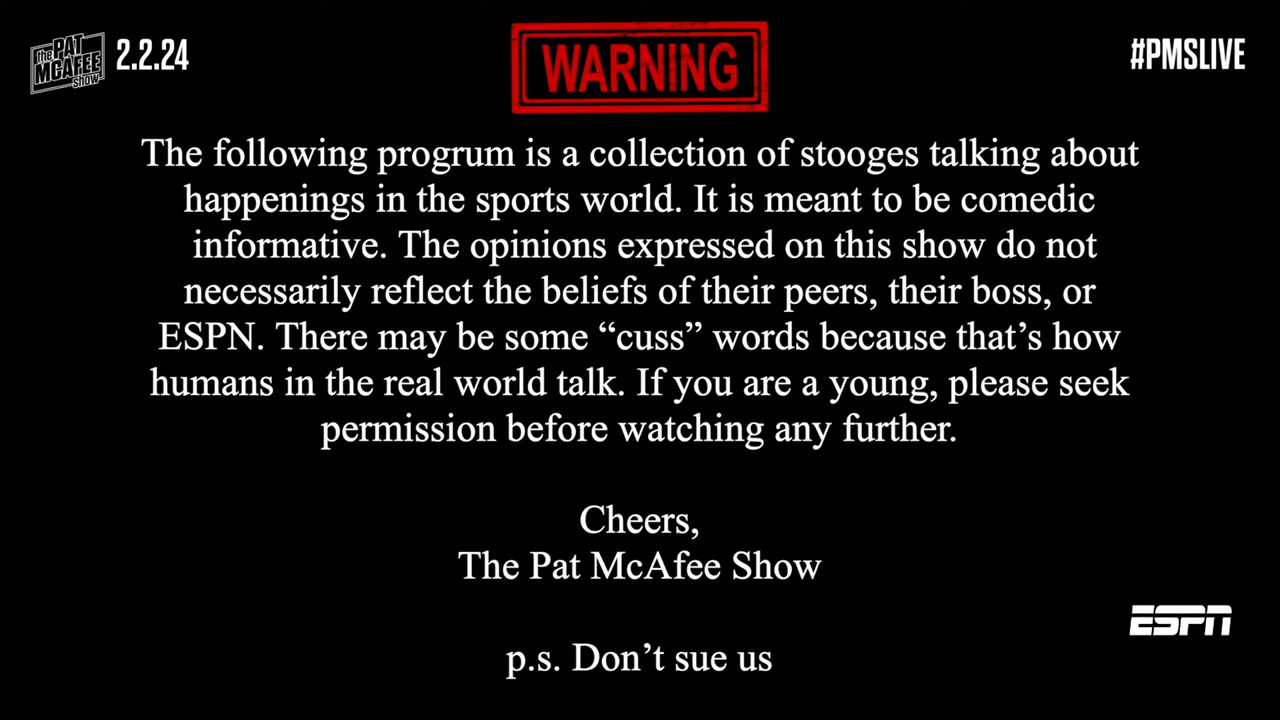 The
PAT
MCAFEE
Show
2.2.24
WARNING
#PMSLIVE
The following progrum is a collection of stooges talking about
happenings in the sports world. It is meant to be comedic
informative. The opinions expressed on this show do not
necessarily reflect the beliefs of their peers, their boss, or
ESPN. There may be some “cuss” words because that’s how
humans in the real world talk. If you are a young, please seek
permission before watching any further.
Cheers,
The Pat McAfee Show
ESPN
p.s. Don’t sue us